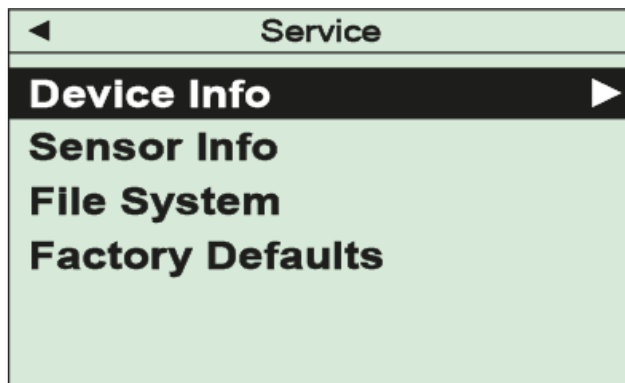 Service
Device Info
Sensor Info
File System
Factory Defaults